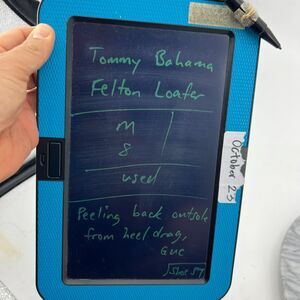 Tommy Bahama
Felton Loafer
M
8
used
Peeling back outsole
from heel drag,
GUC
October 23